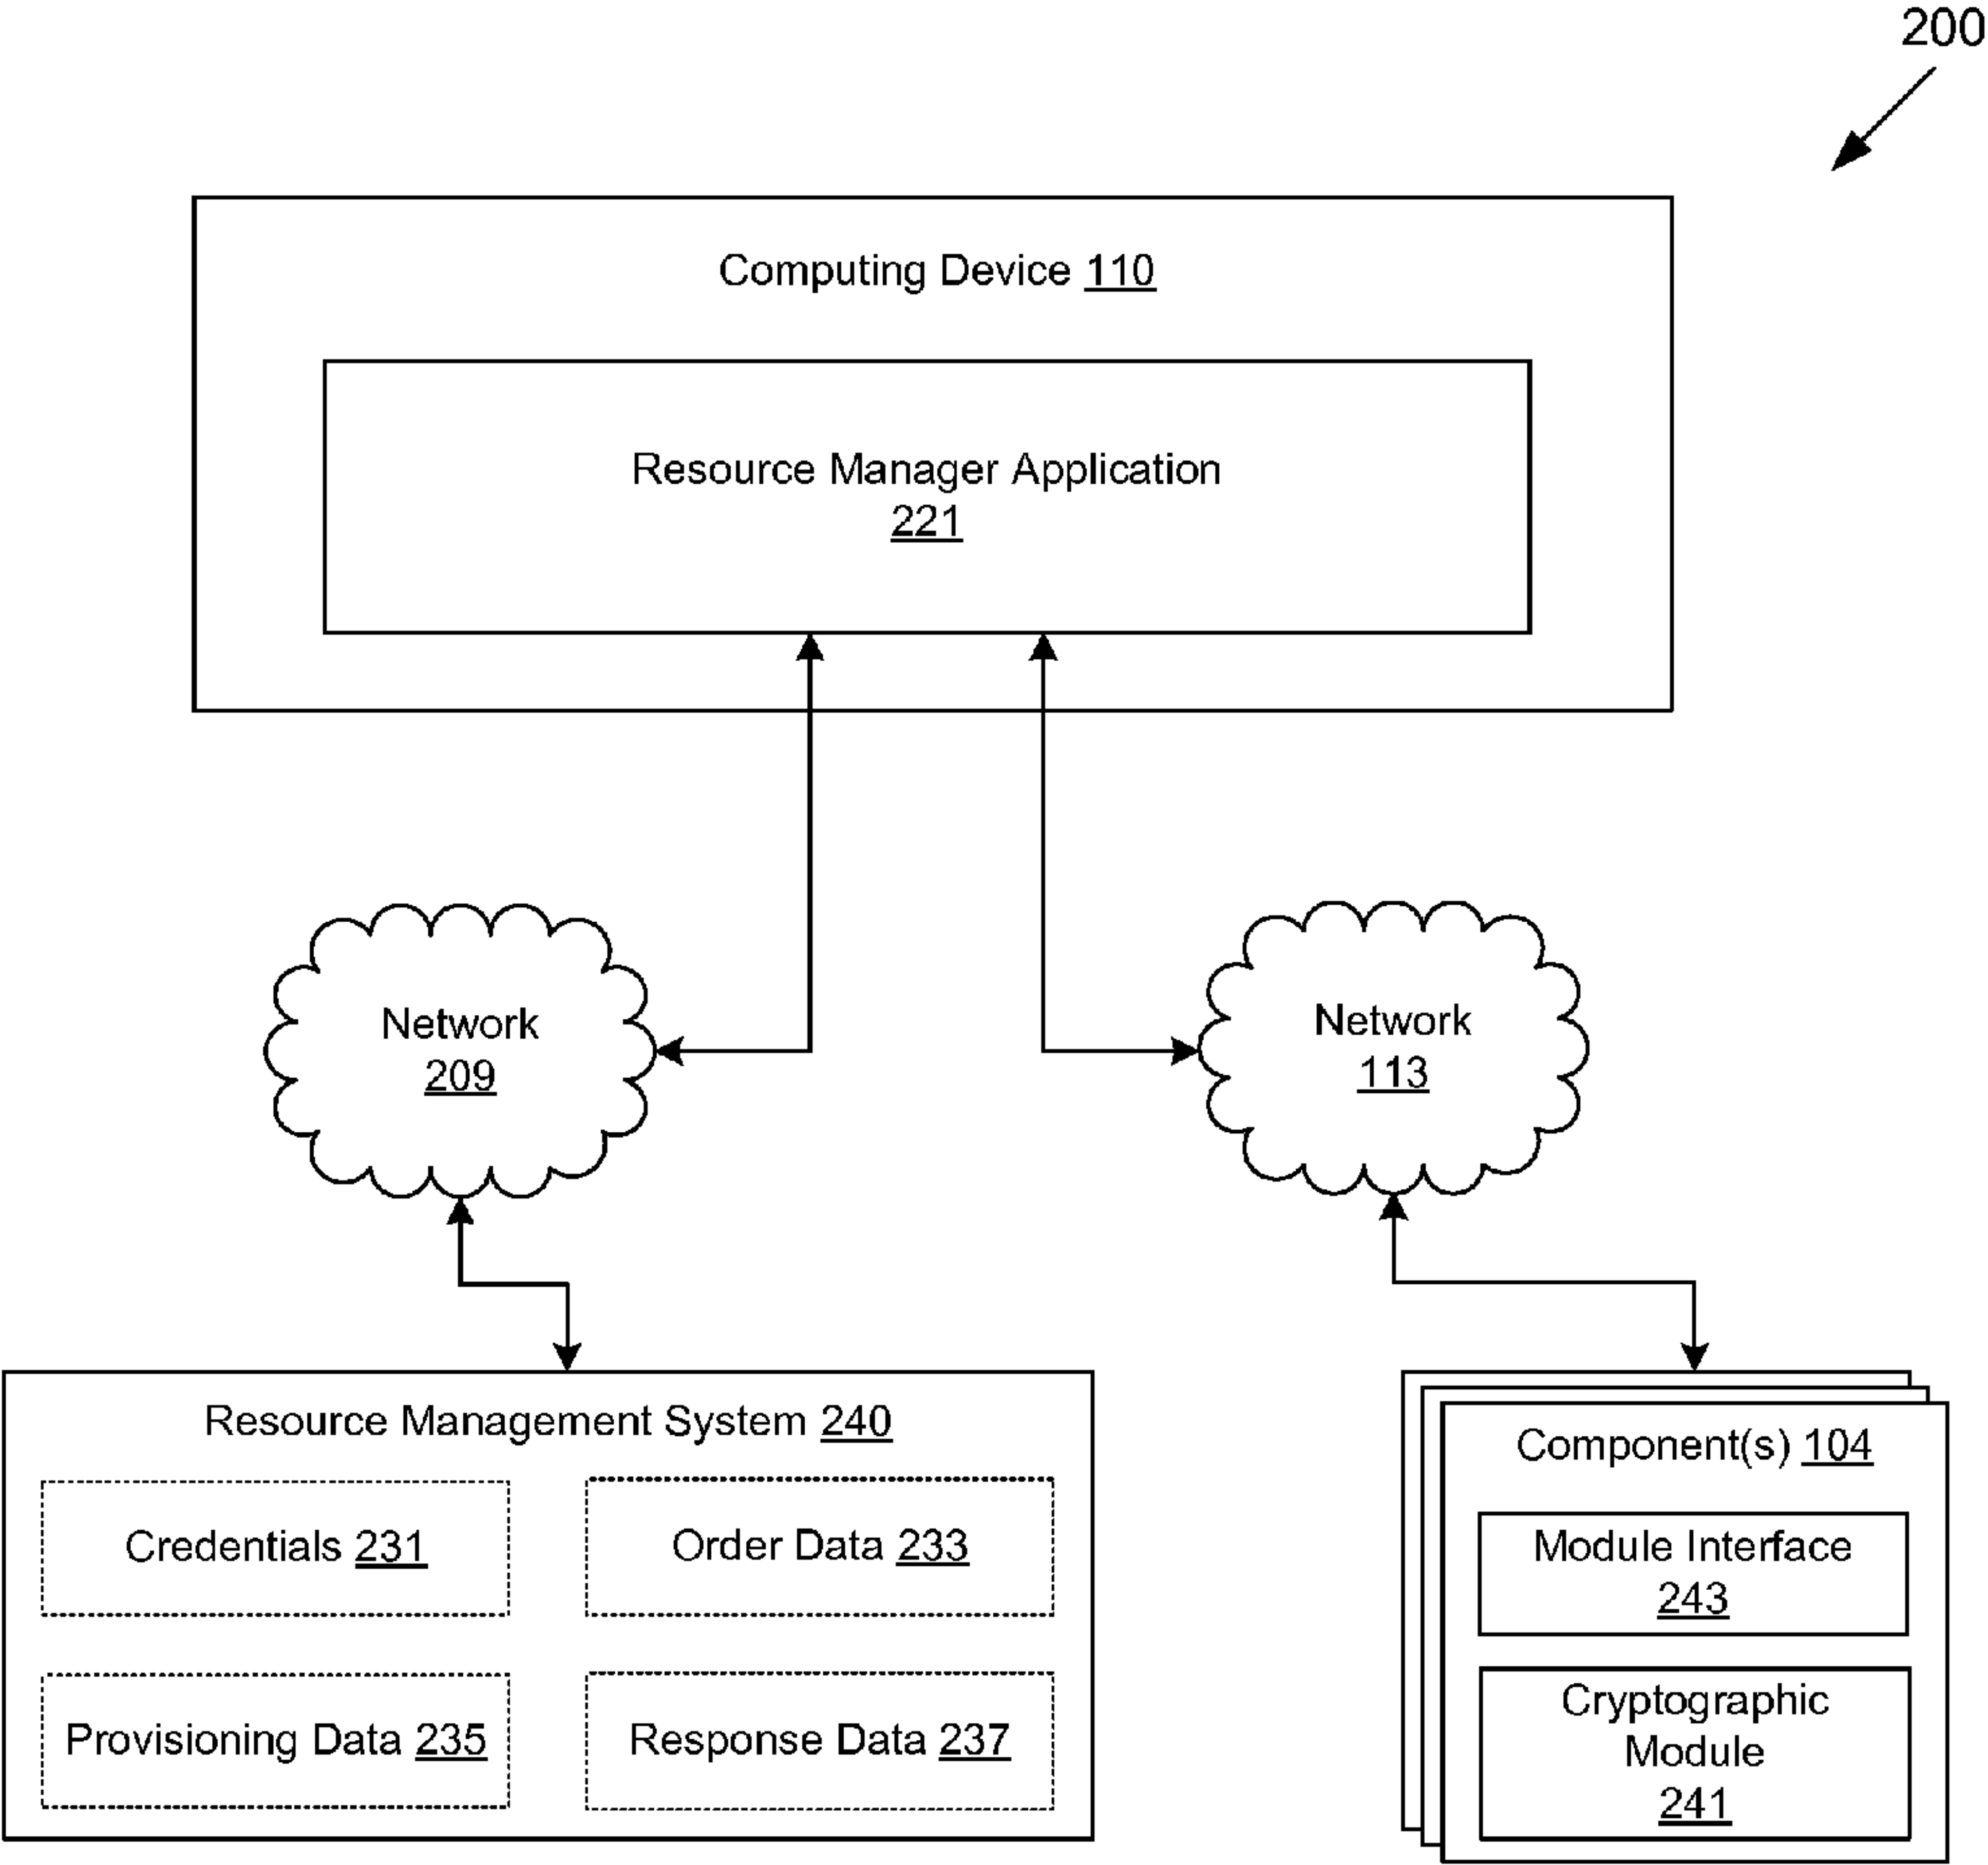 200
Computing Device 110
Resource Manager Application
221
Network
209
Network
113
Resource Management System 240
Credentials 231
Order Data 233
Provisioning Data 235
Response Data 237
Component(s) 104
Module Interface
243
Cryptographic
Module
241